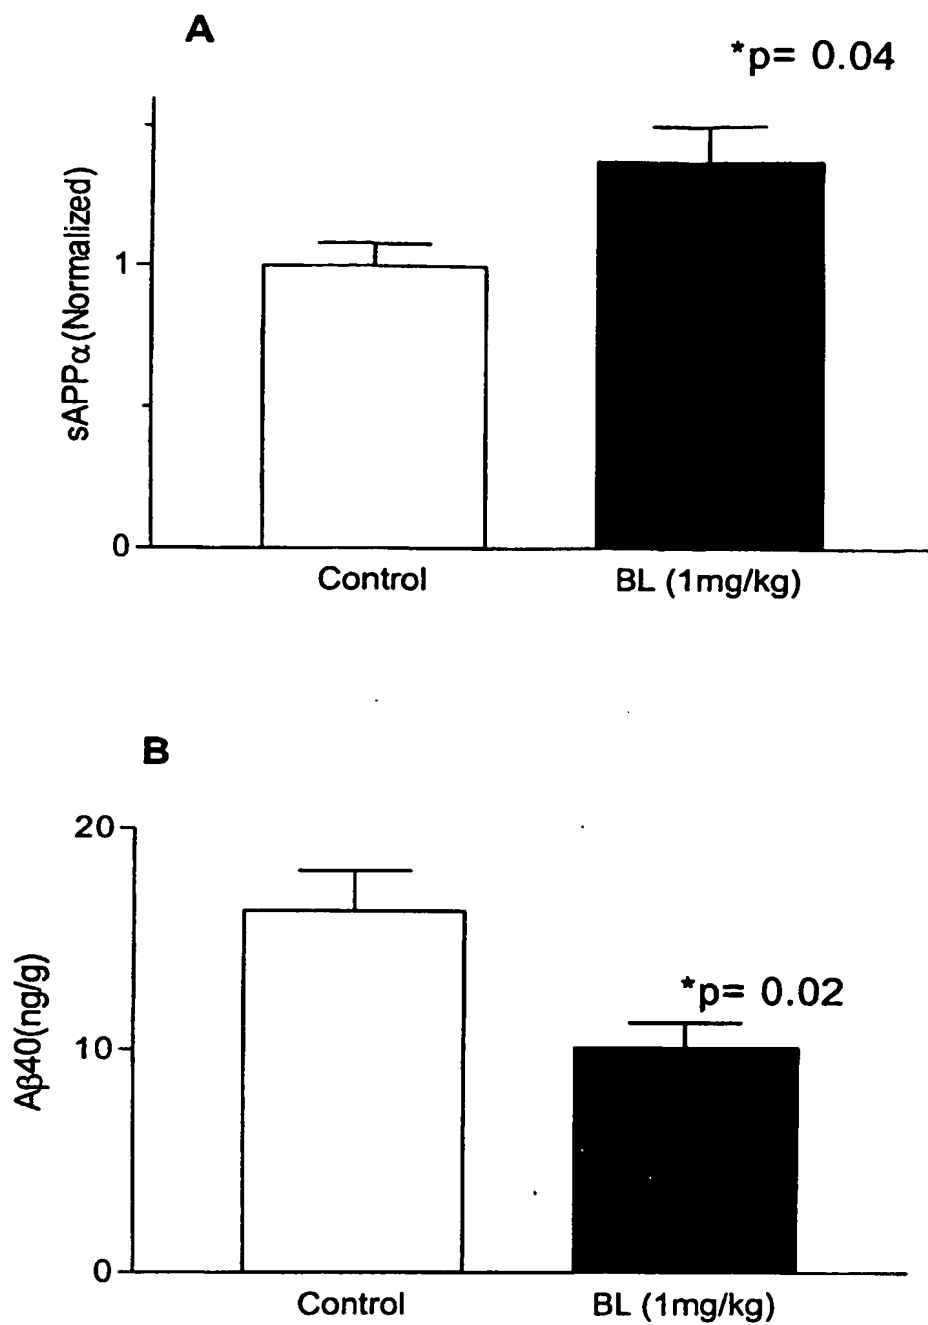 A
*p= 0.04
sAPPα(Normalized)
1
0
Control
BL (1mg/kg)
B
20
Aβ40(ng/g)
*p= 0.02
10
0
Control
BL (1mg/kg)